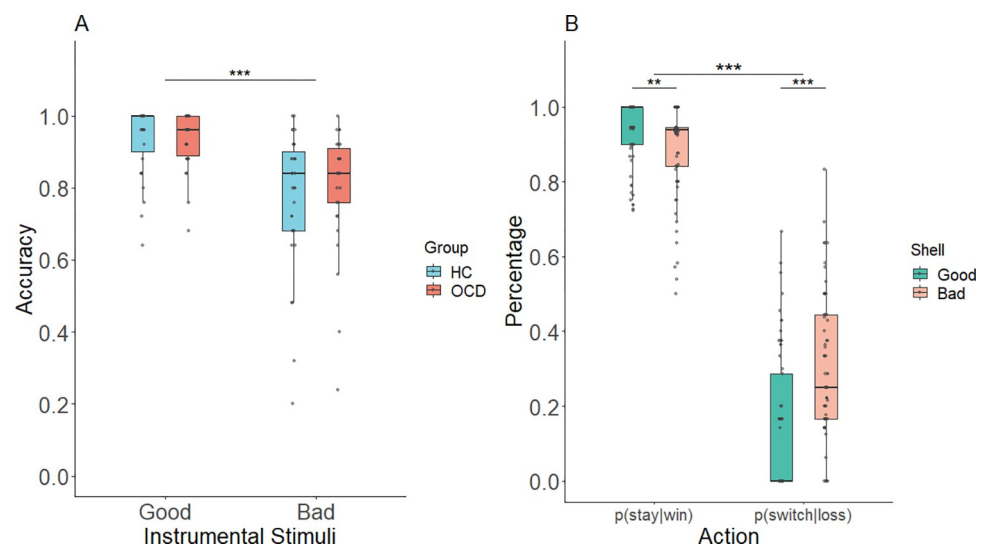 A
***
1.0
0.8
0.6
0.4
0.2
0.0
Accuracy
Good
Bad
Instrumental Stimuli
Group
HC
OCD
B
***
**
***
1.0
0.8
0.6
0.4
0.2
0.0
Percentage
p(stay|win)
p(switch|loss)
Action
Shell
Good
Bad